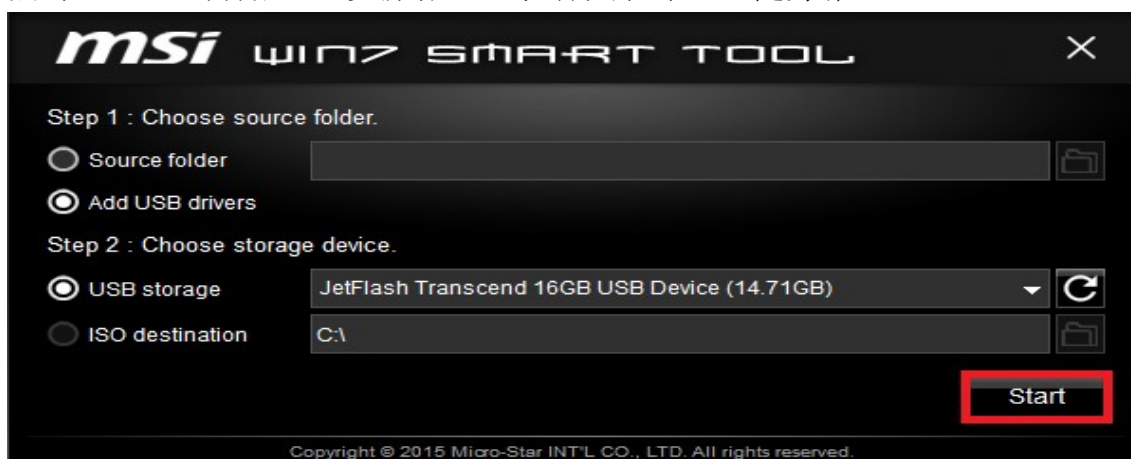 msi WIN7 SMART TOOL
Step 1 : Choose source folder.
Source folder
Add USB drivers
Step 2 : Choose storage device.
USB storage JetFlash Transcend 16GB USB Device (14.71GB)
ISO destination C:\
Start
Copyright © 2015 Micro-Star INT'L CO., LTD. All rights reserved.